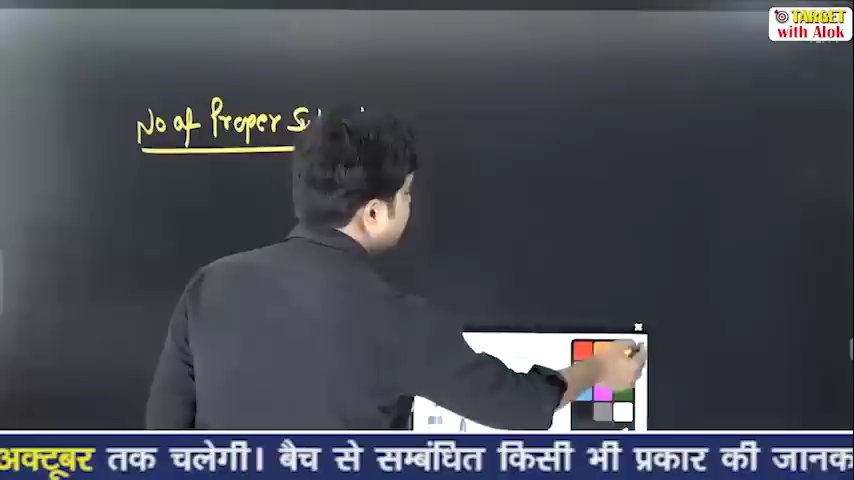 TARGET
with Alok
No of Proper
अक्टूबर तक चलेगी। बैच से सम्बंधित किसी भी प्रकार की